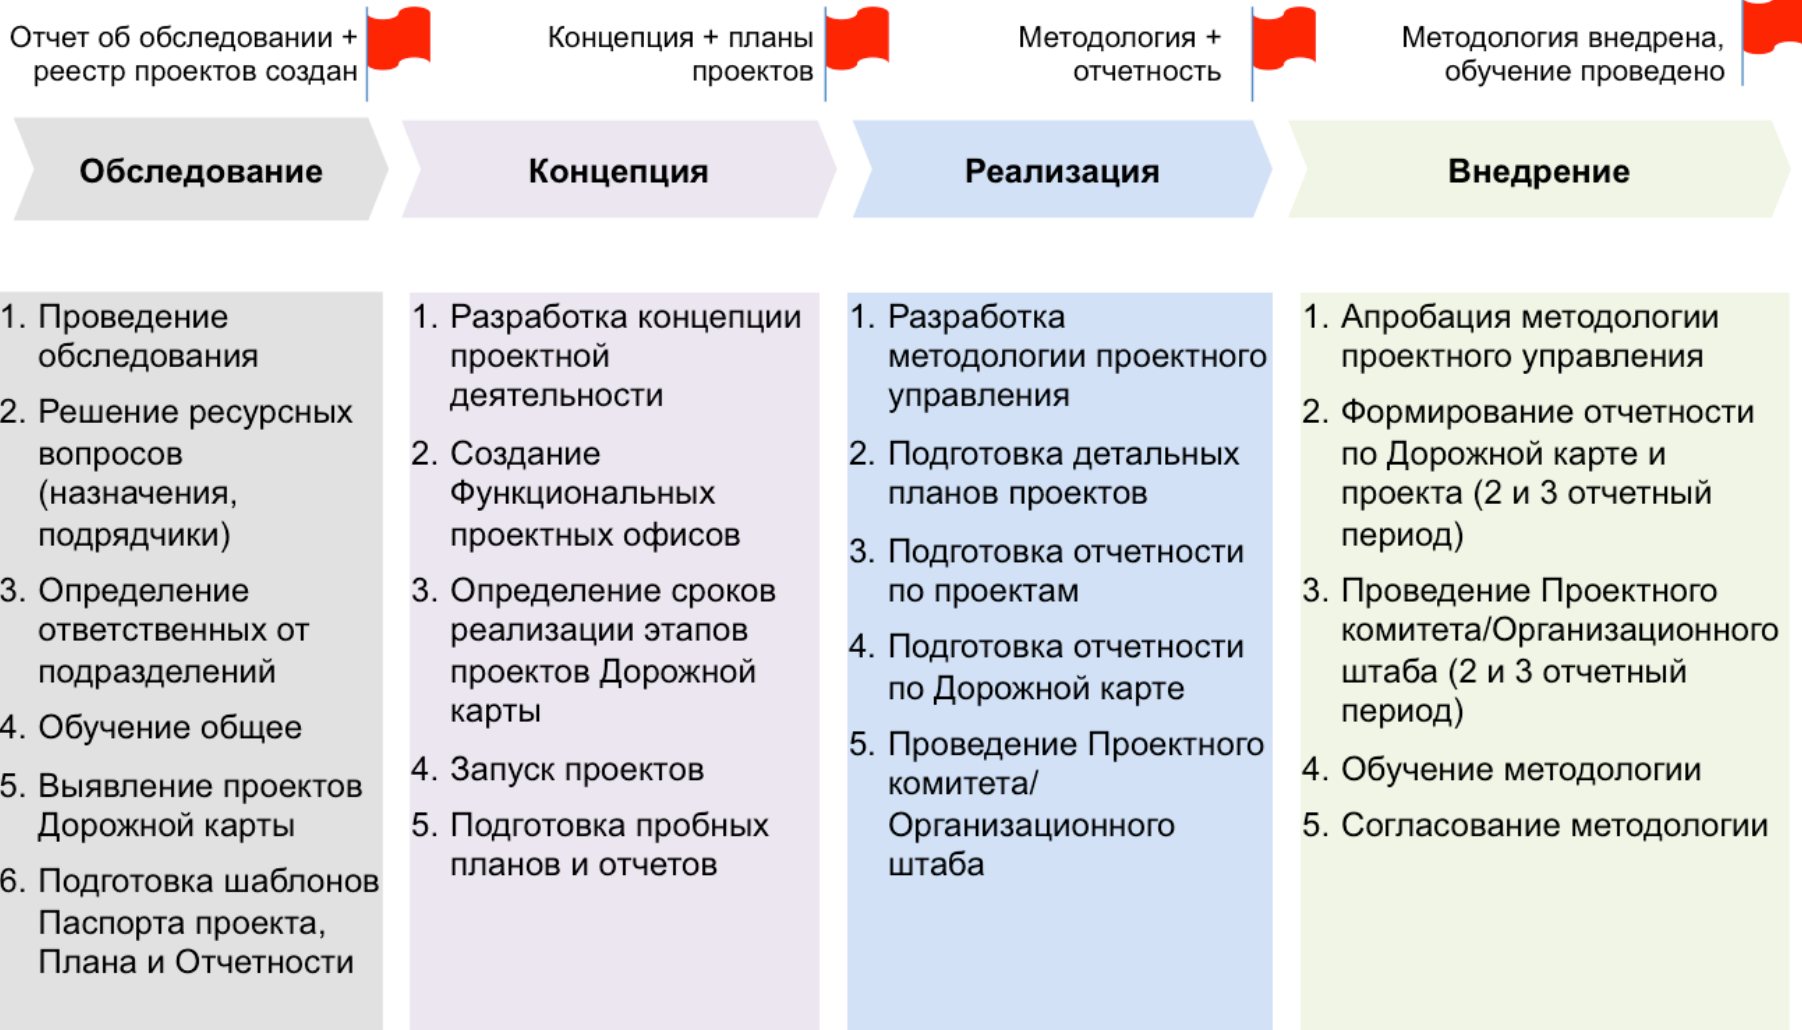 Отчет об обследовании +
реестр проектов создан
Концепция + планы
проектов
Методология +
отчетность
Методология внедрена,
обучение проведено
Обследование
Концепция
Реализация
Внедрение
1. Проведение
обследования
2. Решение ресурсных
вопросов
(назначения,
подрядчики)
3. Определение
ответственных от
подразделений
4. Обучение общее
5. Выявление проектов
Дорожной карты
6. Подготовка шаблонов
Паспорта проекта,
Плана и Отчетности
1. Разработка концепции
проектной
деятельности
2. Создание
Функциональных
проектных офисов
3. Определение сроков
реализации этапов
проектов Дорожной
карты
4. Запуск проектов
5. Подготовка пробных
планов и отчетов
1. Разработка
методологии проектного
управления
2. Подготовка детальных
планов проектов
3. Подготовка отчетности
по проектам
4. Подготовка отчетности
по Дорожной карте
5. Проведение Проектного
комитета/
Организационного
штаба
1. Апробация методологии
проектного управления
2. Формирование отчетности
по Дорожной карте и
проекта (2 и 3 отчетный
период)
3. Проведение Проектного
комитета/Организационного
штаба (2 и 3 отчетный
период)
4. Обучение методологии
5. Согласование методологии